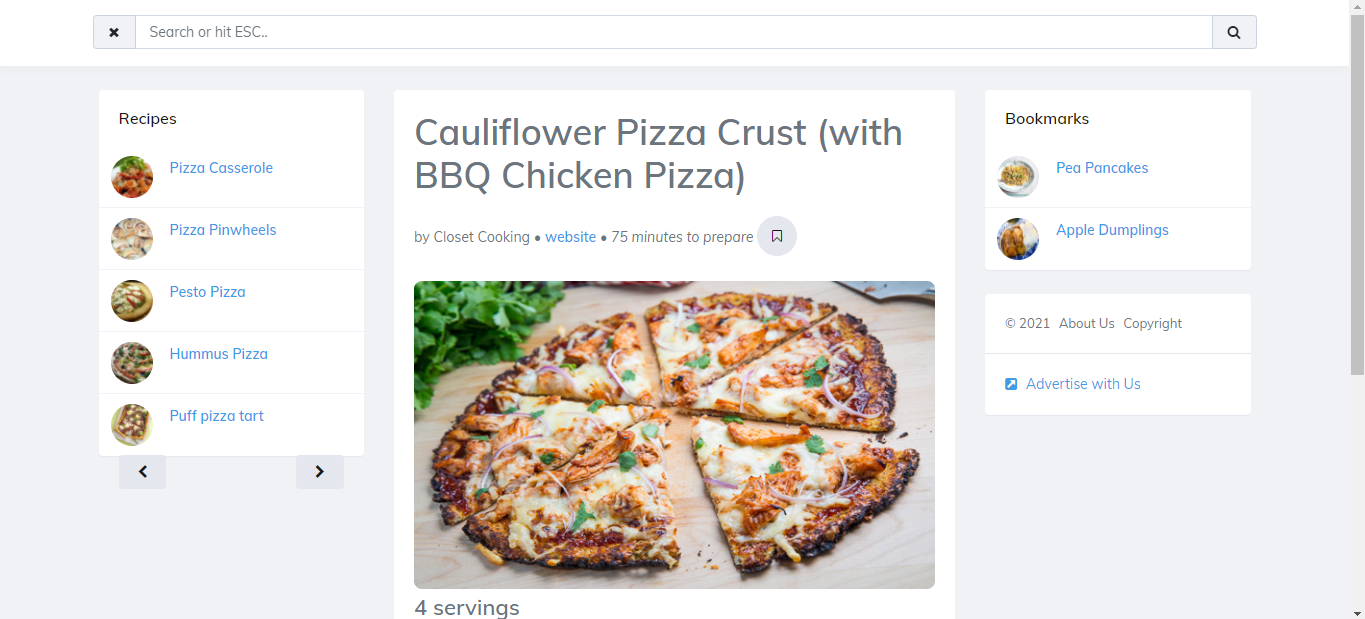 Search or hit ESC..
Recipes
Pizza Casserole
Pizza Pinwheels
Pesto Pizza
Hummus Pizza
Puff pizza tart
Cauliflower Pizza Crust (with
BBQ Chicken Pizza)
by Closet Cooking • website • 75 minutes to prepare
4 servings
Bookmarks
Pea Pancakes
Apple Dumplings
© 2021 About Us Copyright
Advertise with Us